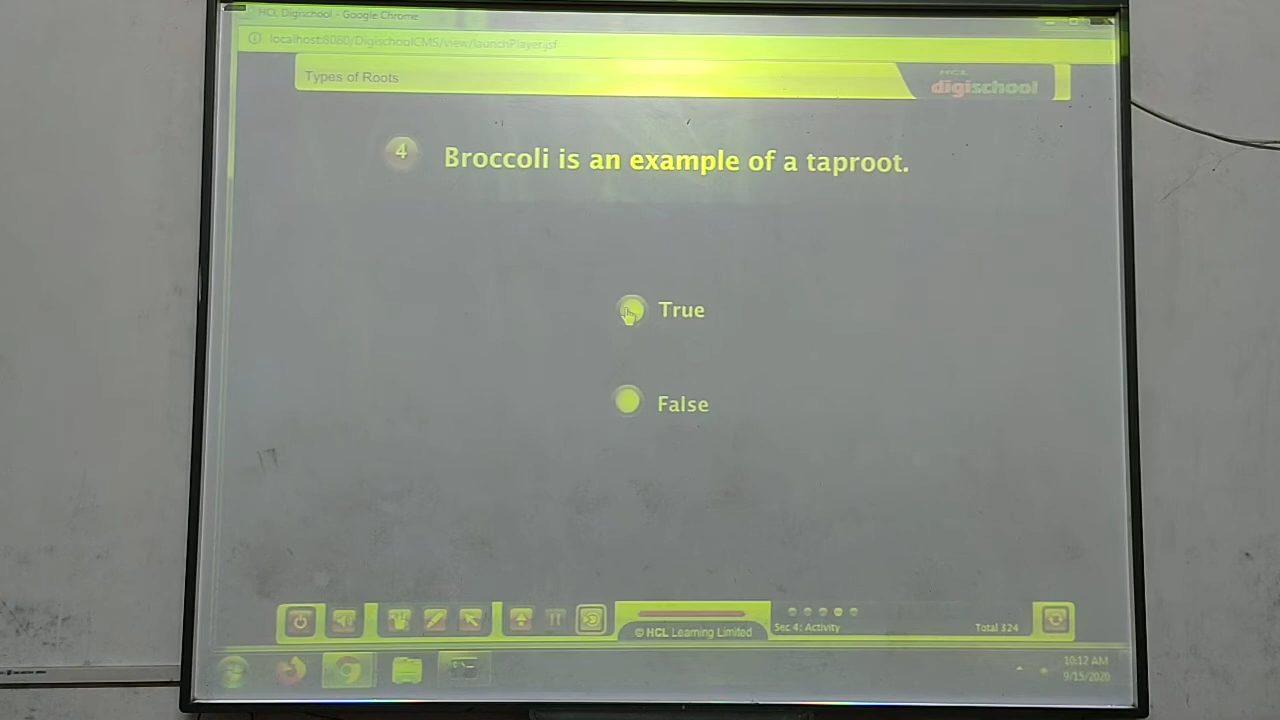 HCL Digischool - Google Chrome
localhost:8080/DigischoolCMS/view/launchPlayer.jsf
Types of Roots
HCL
digischool
4
Broccoli is an example of a taproot.
True
False
© HCL Learning Limited
Sec 4: Activity
Total 324
10:12 AM
9/15/2020